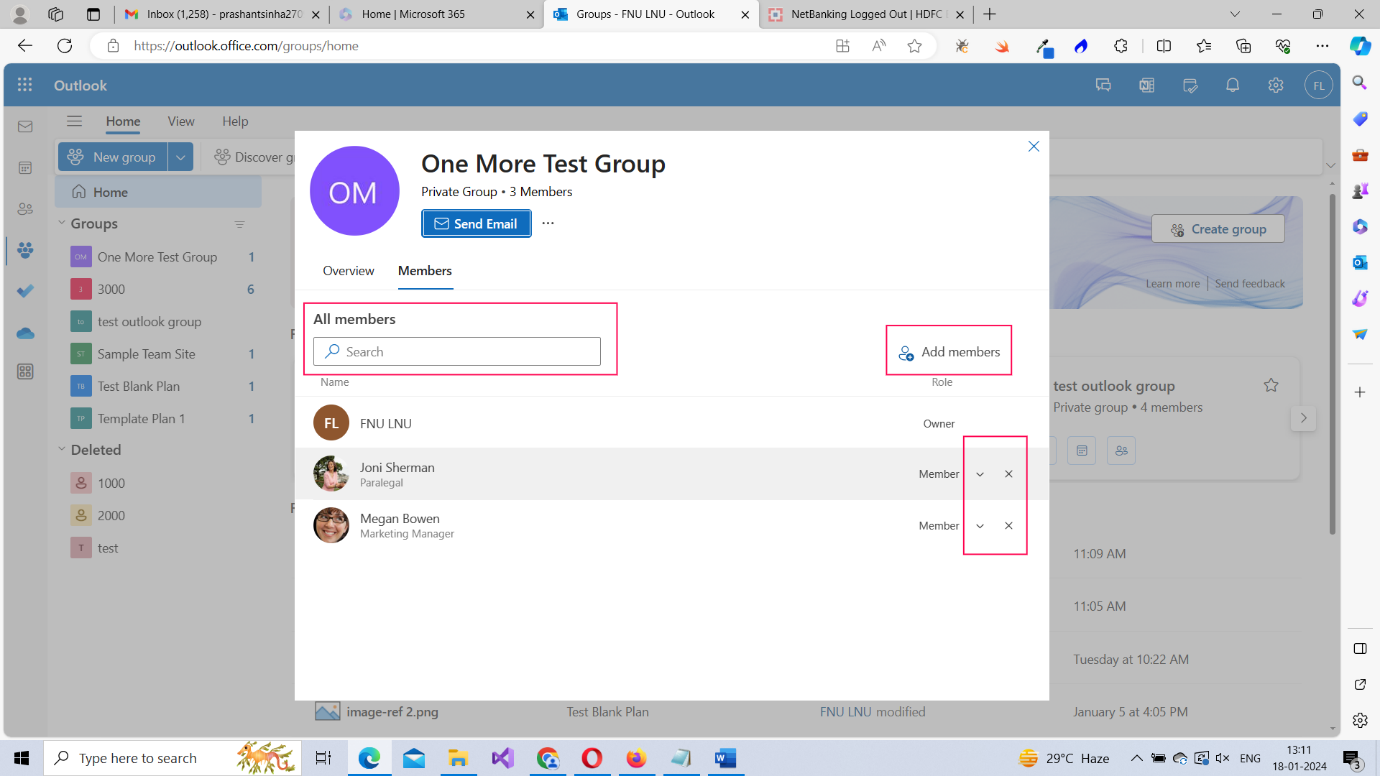 Inbox (1,258) - prashantsinha270
Home | Microsoft 365
Groups - FNU LNU - Outlook
NetBanking Logged Out | HDFC
https://outlook.office.com/groups/home
Outlook
FL
Home View Help
New group
Discover g
Home
Groups
OM One More Test Group 1
3000 6
test outlook group
ST Sample Team Site 1
TB Test Blank Plan 1
TP Template Plan 1 1
Deleted
1000
2000
T test
OM
One More Test Group
Private Group • 3 Members
Send Email
Overview Members
All members
Search
Add members
Name Role
FL FNU LNU Owner
Joni Sherman
Paralegal
Member
Megan Bowen
Marketing Manager
Member
Create group
Learn more | Send feedback
test outlook group
Private group • 4 members
11:09 AM
11:05 AM
Tuesday at 10:22 AM
image-ref 2.png Test Blank Plan FNU LNU modified January 5 at 4:05 PM
Type here to search
29°C Haze
ENG
13:11
18-01-2024
3